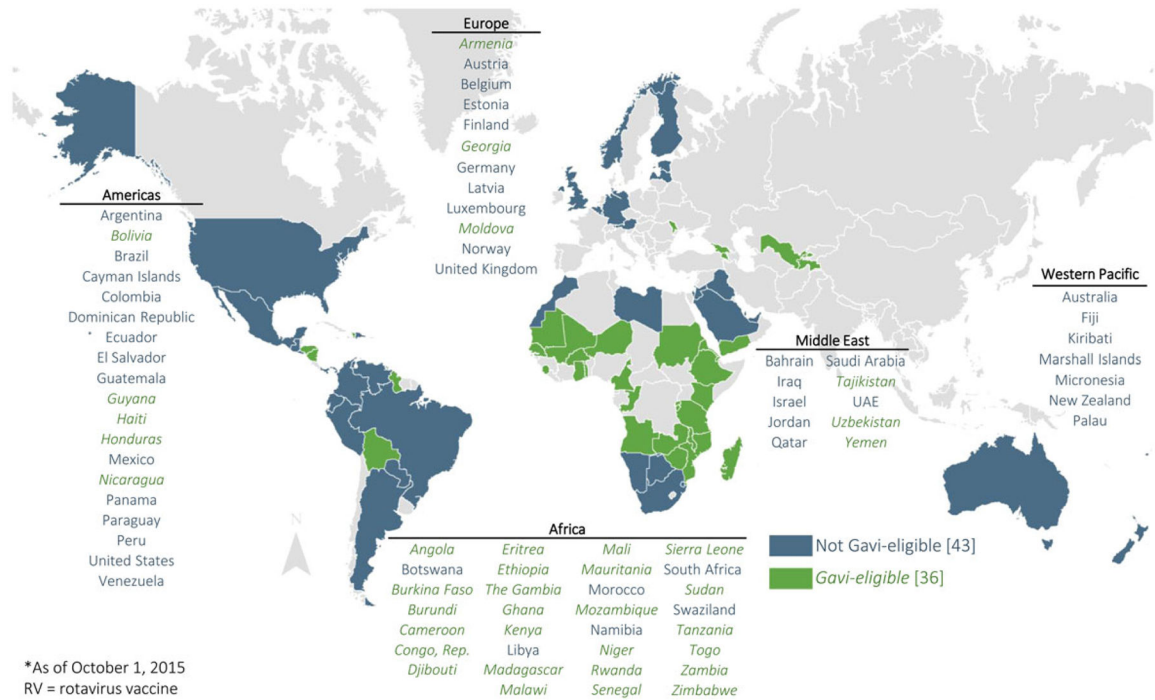 Europe
Armenia
Austria
Belgium
Estonia
Finland
Georgia
Germany
Latvia
Luxembourg
Moldova
Norway
United Kingdom
Americas
Argentina
Bolivia
Brazil
Cayman Islands
Colombia
Dominican Republic
* Ecuador
El Salvador
Guatemala
Guyana
Haiti
Honduras
Mexico
Nicaragua
Panama
Paraguay
Peru
United States
Venezuela
Western Pacific
Australia
Fiji
Kiribati
Marshall Islands
Micronesia
New Zealand
Palau
Middle East
Bahrain Saudi Arabia
Iraq Tajikistan
Israel UAE
Jordan Uzbekistan
Qatar Yemen
N
Africa
Angola Eritrea Mali Sierra Leone
Botswana Ethiopia Mauritania South Africa
Burkina Faso The Gambia Morocco Sudan
Burundi Ghana Mozambique Swaziland
Cameroon Kenya Namibia Tanzania
Congo, Rep. Libya Niger Togo
Djibouti Madagascar Rwanda Zambia
Malawi Senegal Zimbabwe
Not Gavi-eligible [43]
Gavi-eligible [36]
*As of October 1, 2015
RV = rotavirus vaccine